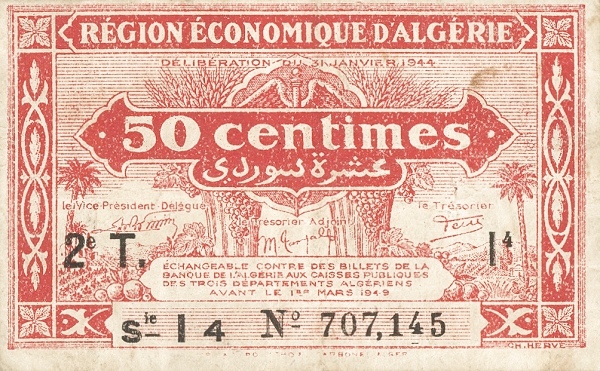 RÉGION ÉCONOMIQUE D'ALGÉRIE
DÉLIBÉRATION DU 31 JANVIER 1944
50 centimes
عشرة سوردي
le Vice Président Délégué
Trésorier Admin
le Trésorier
2e T.
14
ÉCHANGEABLE CONTRE DES BILLETS DE LA
BANQUE DE L'ALGÉRIE AUX CAISSES PUBLIQUES
DES TROIS DÉPARTEMENTS ALGÉRIENS
AVANT LE 1ER MARS 1949
Sie 14 No 707,145
CH. HERVÉ